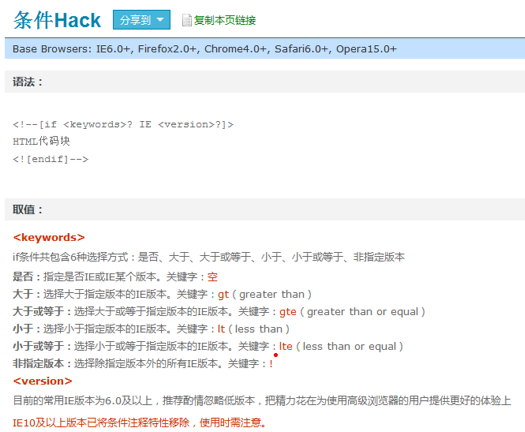 条件Hack 分享到 复制本页链接
Base Browsers: IE6.0+, Firefox2.0+, Chrome4.0+, Safari6.0+, Opera15.0+
语法：
<!--[if <keywords>? IE <version>?]>
HTML代码块
<![endif]-->
取值：
<keywords>
if条件共包含6种选择方式：是否、大于、大于或等于、小于、小于或等于、非指定版本
是否：指定是否IE或IE某个版本。关键字：空
大于：选择大于指定版本的IE版本。关键字：gt（greater than）
大于或等于：选择大于或等于指定版本的IE版本。关键字：gte（greater than or equal）
小于：选择小于指定版本的IE版本。关键字：lt（less than）
小于或等于：选择小于或等于指定版本的IE版本。关键字：lte（less than or equal）
非指定版本：选择除指定版本外的所有IE版本。关键字：!
<version>
目前的常用IE版本为6.0及以上，推荐酌情忽略低版本，把精力花在为使用高级浏览器的用户提供更好的体验上
IE10及以上版本已将条件注释特性移除，使用时需注意。